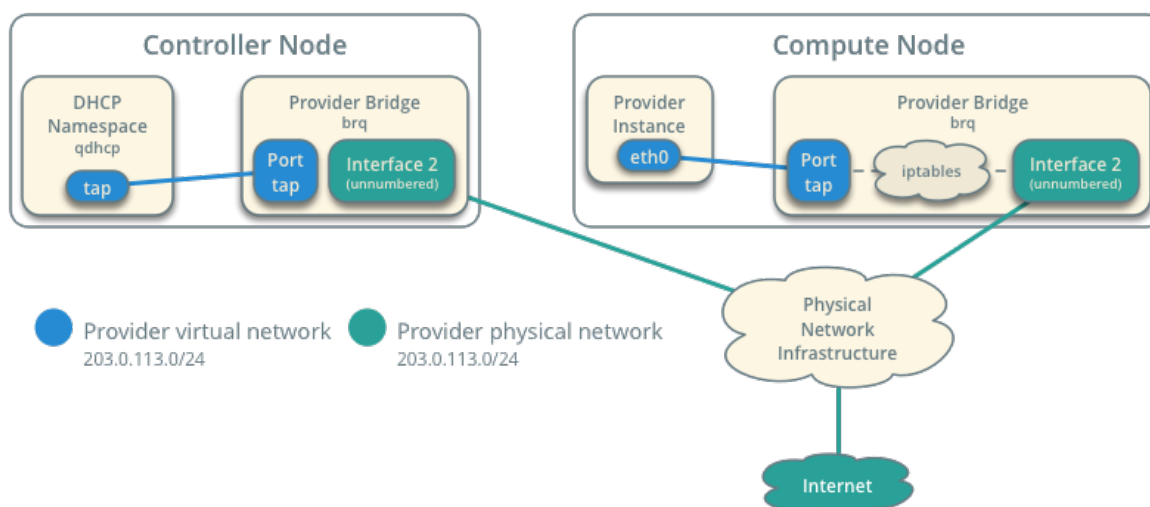 Controller Node
DHCP
Namespace
qdhcp
tap
Provider Bridge
brq
Port
tap
Interface 2
(unnumbered)
Compute Node
Provider
Instance
eth0
Provider Bridge
brq
Port
tap
iptables
Interface 2
(unnumbered)
Provider virtual network
203.0.113.0/24
Provider physical network
203.0.113.0/24
Physical
Network
Infrastructure
Internet